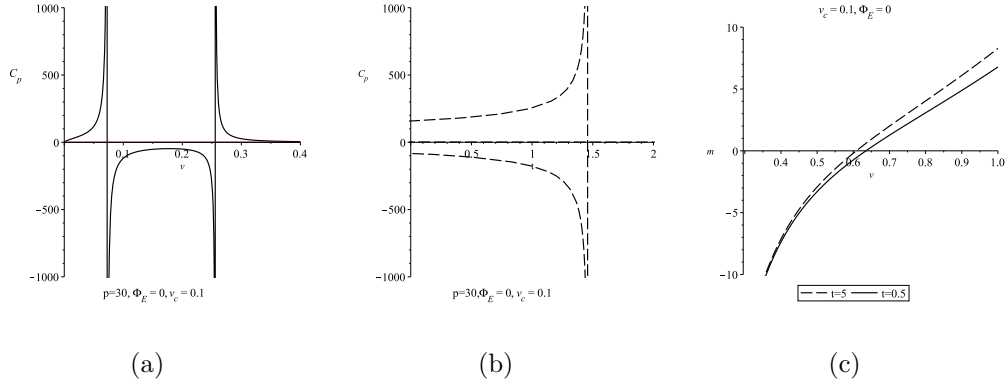 1000
500
0
−500
−1000
C_p
0.1
0.2
0.3
0.4
v
p=30, Φ_E = 0, v_c = 0.1
(a)
1000
500
0
−500
−1000
C_p
0.5
1
1.5
2
v
p=30,Φ_E = 0, v_c = 0.1
(b)
v_c = 0.1, Φ_E = 0
10
5
m
0
−5
−10
0.4
0.5
0.6
0.7
0.8
0.9
1.0
v
t=5
t=0.5
(c)